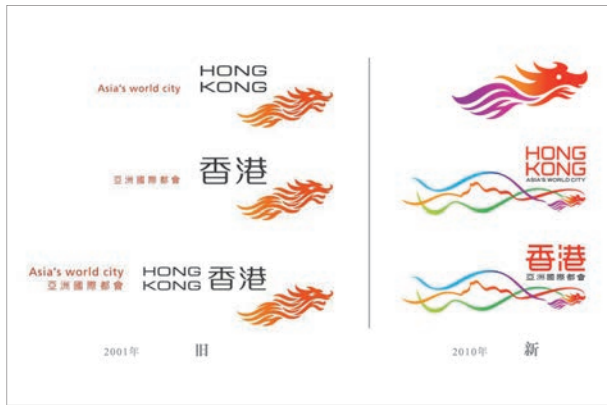 HONG
KONG
Asia's world city
亞洲國際都會
香港
Asia's world city
亞洲國際都會
HONG
KONG
香港
2001年
旧
HONG
KONG
ASIA'S WORLD CITY
香港
亞洲國際都會
2010年
新